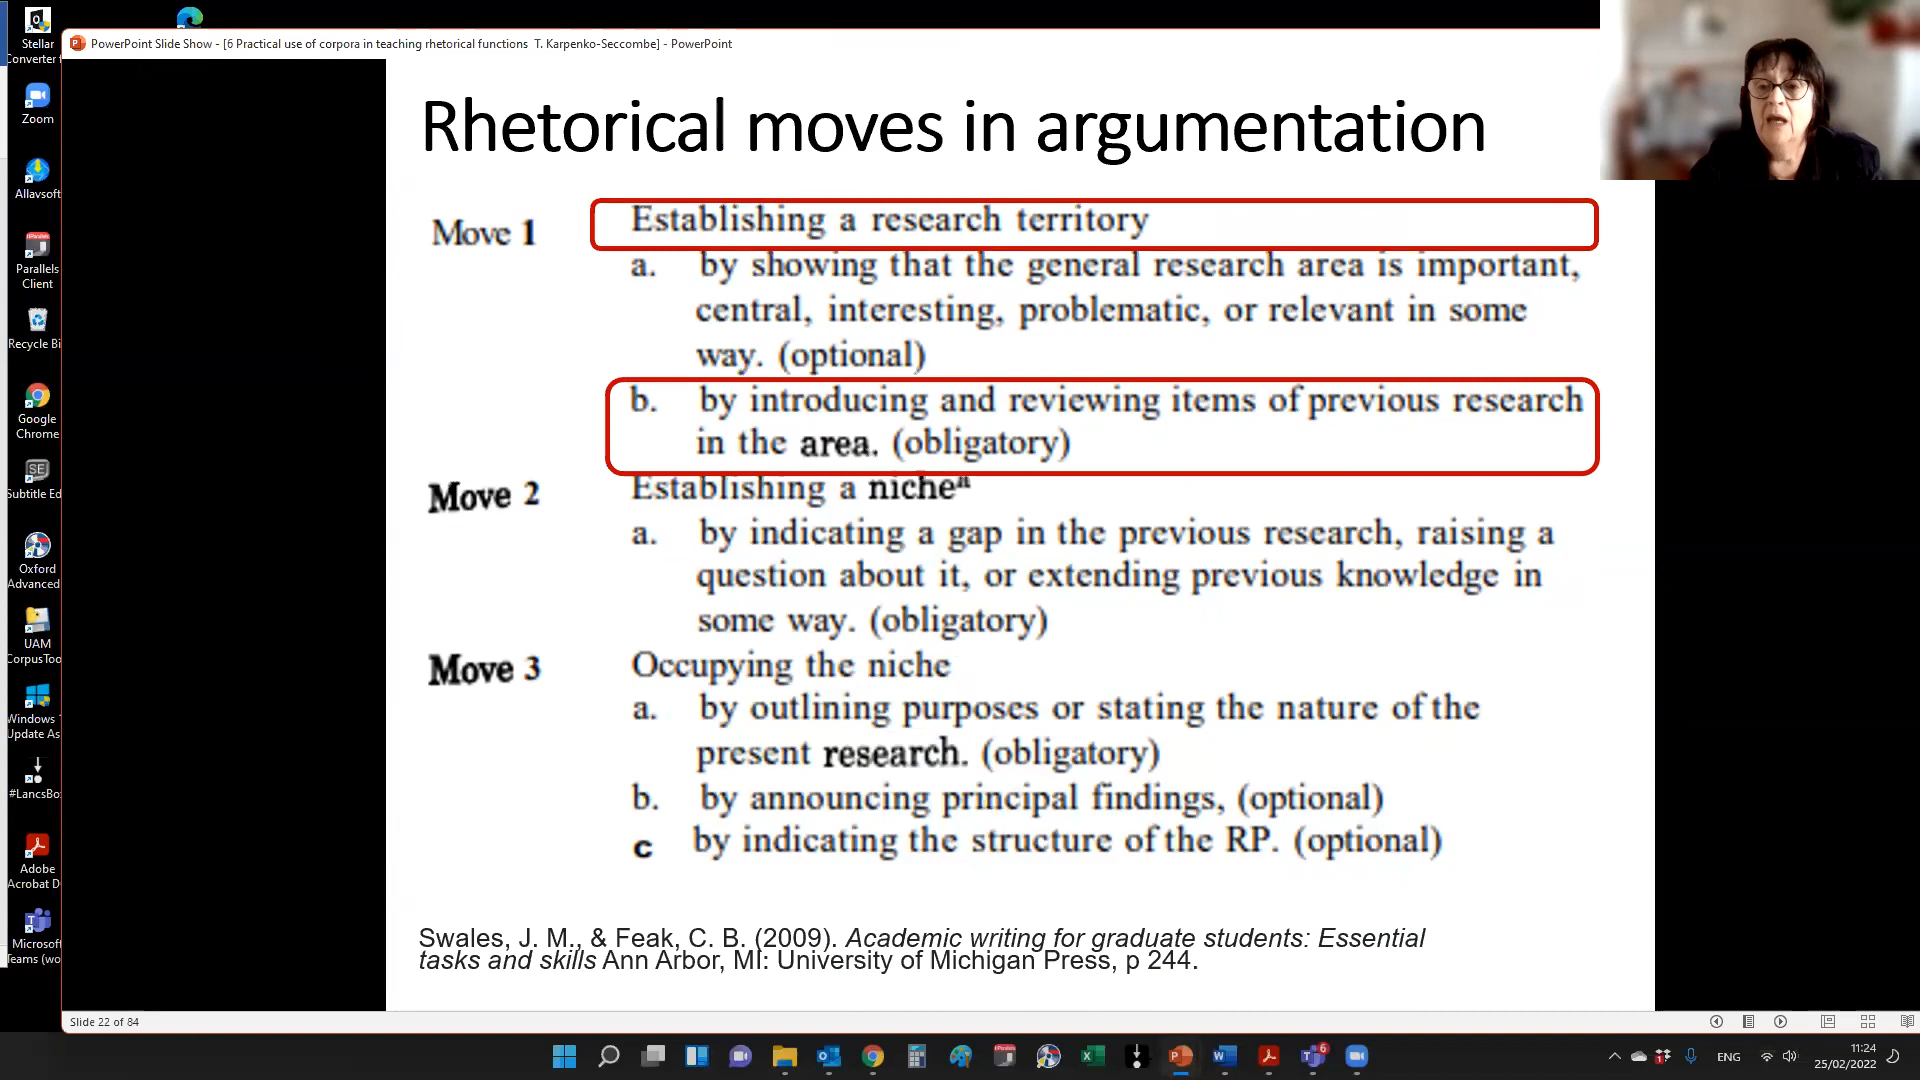 Stellar
Converter f
Zoom
Allavsoft
Parallels
Client
Recycle Bi
Google
Chrome
Subtitle Ed
Oxford
Advanced
UAM
CorpusToo
Windows
Update As
#LancsBo
Adobe
Acrobat D
Microsof
Teams (wo
PowerPoint Slide Show - [6 Practical use of corpora in teaching rhetorical functions T. Karpenko-Seccombe] - PowerPoint
Rhetorical moves in argumentation
Move 1 Establishing a research territory
a. by showing that the general research area is important,
central, interesting, problematic, or relevant in some
way. (optional)
b. by introducing and reviewing items of previous research
in the area. (obligatory)
Move 2 Establishing a nicheª
a. by indicating a gap in the previous research, raising a
question about it, or extending previous knowledge in
some way. (obligatory)
Move 3 Occupying the niche
a. by outlining purposes or stating the nature of the
present research. (obligatory)
b. by announcing principal findings, (optional)
c by indicating the structure of the RP. (optional)
Swales, J. M., & Feak, C. B. (2009). Academic writing for graduate students: Essential
tasks and skills Ann Arbor, MI: University of Michigan Press, p 244.
Slide 22 of 84
ENG
11:24
25/02/2022